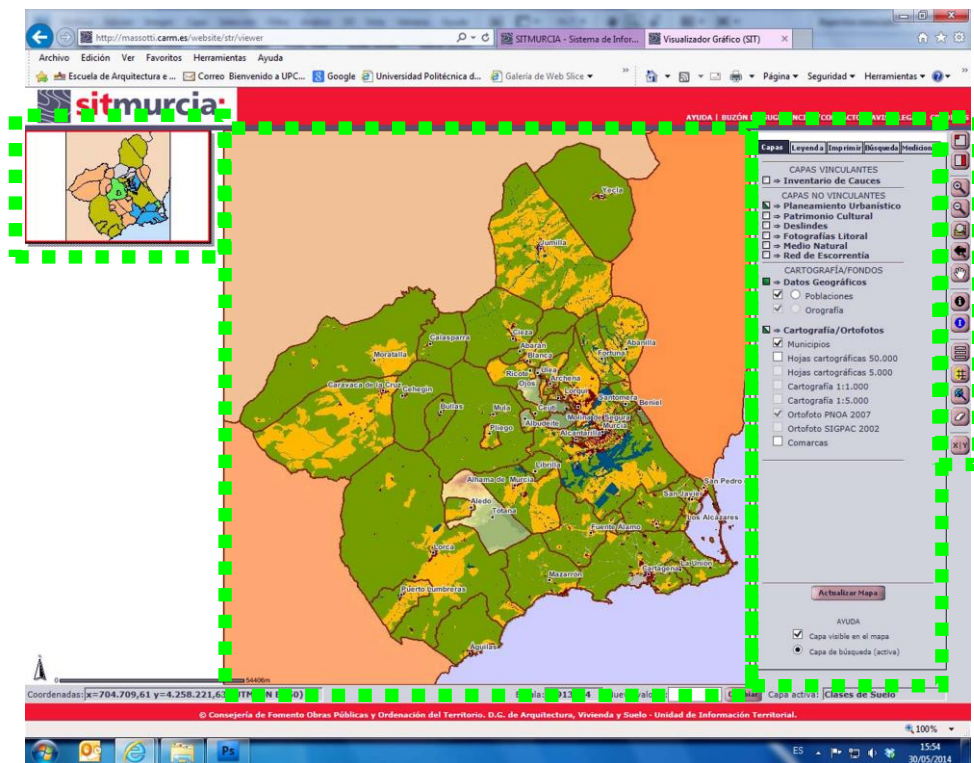 http://massotti.carm.es/website/str/viewer
SITMURCIA - Sistema de Infor...
Visualizador Gráfico (SIT)
Archivo Edición Ver Favoritos Herramientas Ayuda
Escuela de Arquitectura e ...
Correo Bienvenido a UPC...
Google
Universidad Politécnica d...
Galería de Web Slice
Página Seguridad Herramientas
sitmurcia:
AYUDA | BUZÓN
Capas Leyenda Imprimir Búsqueda Medicion
CAPAS VINCULANTES
Inventario de Cauces
CAPAS NO VINCULANTES
Planeamiento Urbanístico
Patrimonio Cultural
Deslindes
Fotografías Litoral
Medio Natural
Red de Escorrentía
CARTOGRAFÍA/FONDOS
Datos Geográficos
Poblaciones
Orografía
Cartografía/Ortofotos
Municipios
Hojas cartográficas 50.000
Hojas cartográficas 5.000
Cartografía 1:1.000
Cartografía 1:5.000
Ortofoto PNOA 2007
Ortofoto SIGPAC 2002
Comarcas
X|Y
Actualizar Mapa
AYUDA
Capa visible en el mapa
Capa de búsqueda (activa)
Yecla
Jumilla
Calasparra
Cieza
Abarán
Blanca
Abanilla
Fortuna
Moratalla
Ricote
Ojós
Ulea
Archena
Lorquí
Caravaca de la Cruz
Cehegín
Santomera
Beniel
Bullas
Mula
Ceutí
Molina de Segura
Murcia
Pliego
Albudeite
Alcantarilla
Librilla
Alhama de Murcia
Aledo
Totana
San Pedro
San Javier
Los Alcázares
Fuente Alamo
Lorca
La Unión
Cartagena
Mazarrón
Puerto Lumbreras
Águilas
0 54406m
Coordenadas: x=704.709,61 y=4.258.221,63
Capa activa: Clases de Suelo
© Consejería de Fomento Obras Públicas y Ordenación del Territorio. D.G. de Arquitectura, Vivienda y Suelo - Unidad de Información Territorial.
100%
Ps
ES
15:54
30/05/2014